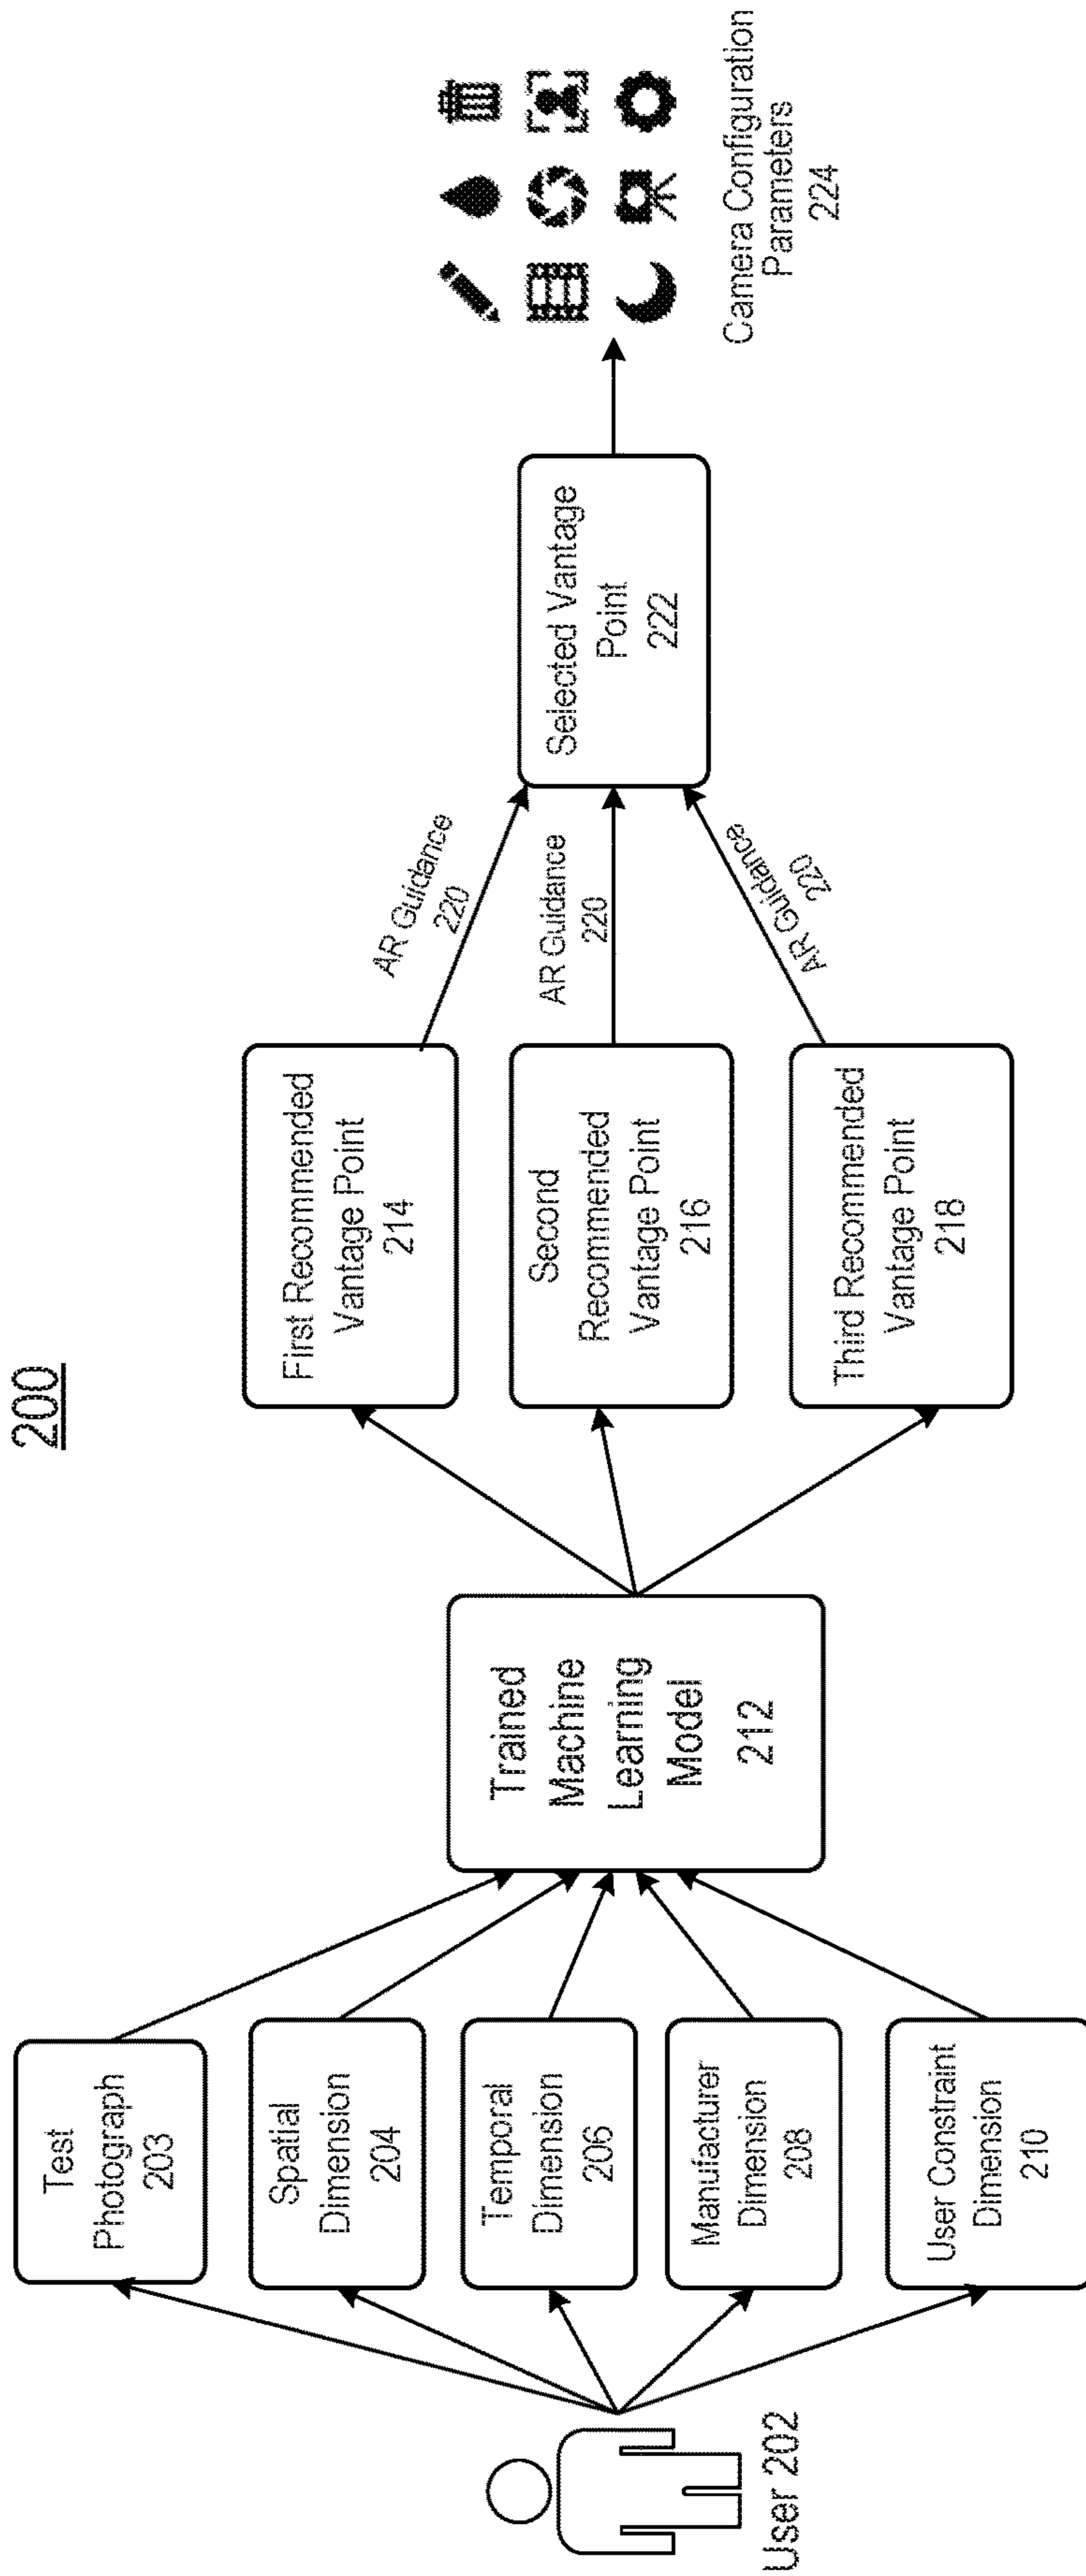 200
User 202
Test
Photograph
203
Spatial
Dimension
204
Temporal
Dimension
206
Manufacturer
Dimension
208
User Constraint
Dimension
210
Trained
Machine
Learning
Model
212
First Recommended
Vantage Point
214
Second
Recommended
Vantage Point
216
Third Recommended
Vantage Point
218
AR Guidance
220
AR Guidance
220
AR Guidance
220
Selected Vantage
Point
222
Camera Configuration
Parameters
224